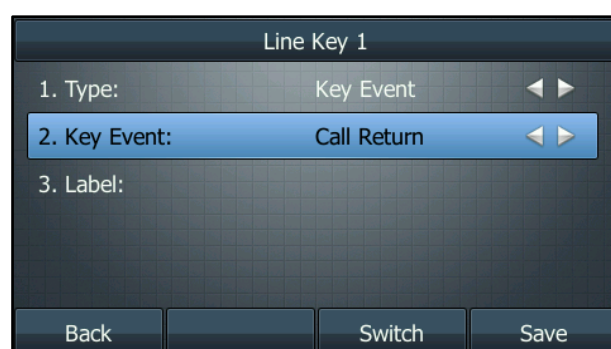 Line Key 1
1. Type: Key Event
2. Key Event: Call Return
3. Label:
Back Switch Save